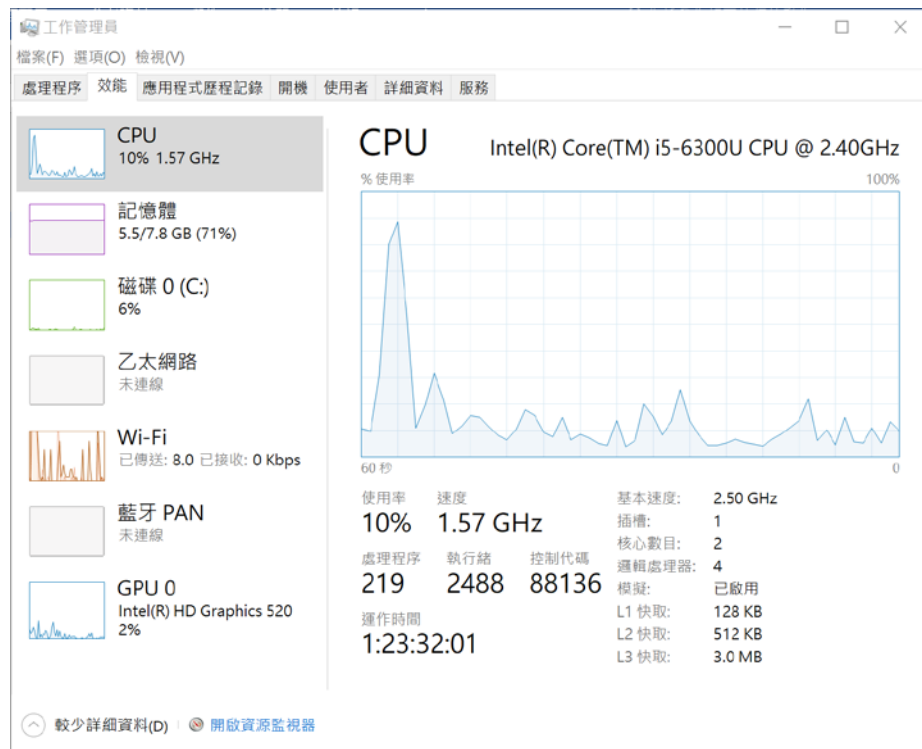 工作管理員
檔案(F) 選項(O) 檢視(V)
處理程序 效能 應用程式歷程記錄 開機 使用者 詳細資料 服務
CPU
10% 1.57 GHz
記憶體
5.5/7.8 GB (71%)
磁碟 0 (C:)
6%
乙太網路
未連線
Wi-Fi
已傳送: 8.0 已接收: 0 Kbps
藍牙 PAN
未連線
GPU 0
Intel(R) HD Graphics 520
2%
CPU Intel(R) Core(TM) i5-6300U CPU @ 2.40GHz
% 使用率 100%
60 秒 0
使用率 速度
10% 1.57 GHz
處理程序 執行緒 控制代碼
219 2488 88136
運作時間
1:23:32:01
基本速度: 2.50 GHz
插槽: 1
核心數目: 2
邏輯處理器: 4
模擬: 已啟用
L1 快取: 128 KB
L2 快取: 512 KB
L3 快取: 3.0 MB
較少詳細資料(D) 開啟資源監視器